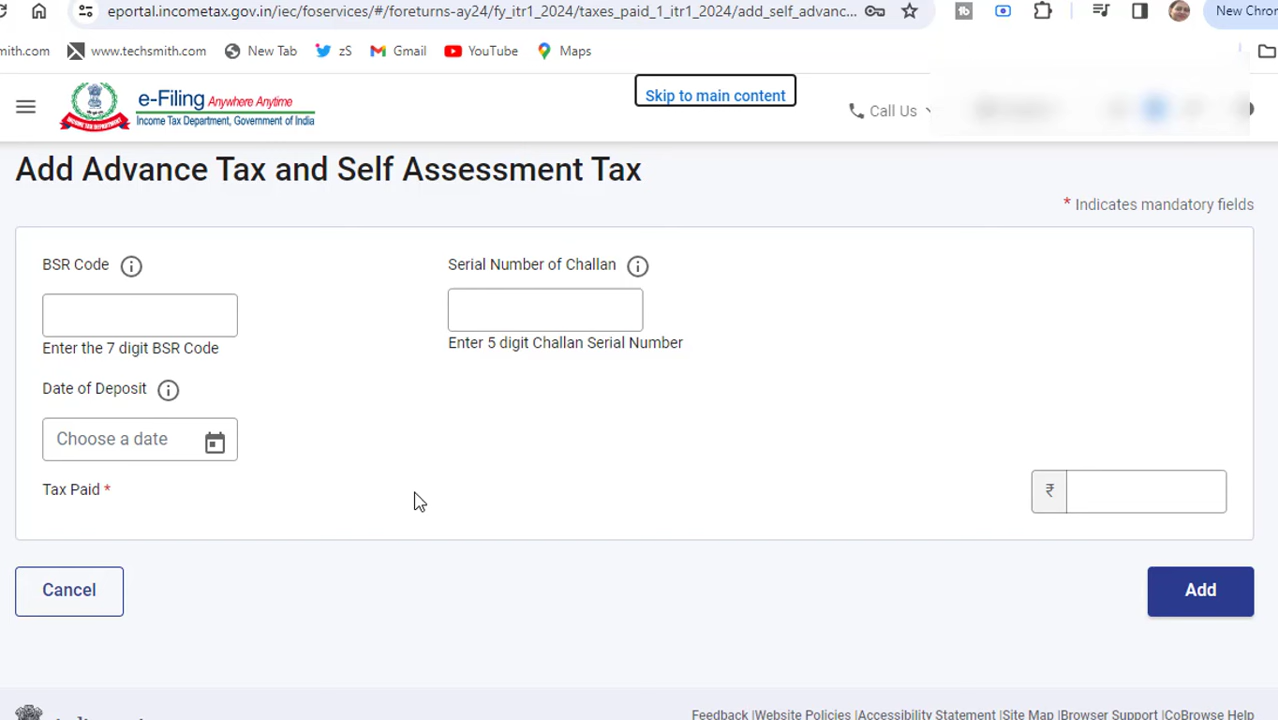 eportal.incometax.gov.in/iec/foservices/#/foreturns-ay24/fy_itr1_2024/taxes_paid_1_itr1_2024/add_self_advanc... New Chron
mith.com www.techsmith.com New Tab zS Gmail YouTube Maps
Skip to main content
e-Filing Anywhere Anytime
Income Tax Department, Government of India
Call Us
Add Advance Tax and Self Assessment Tax
* Indicates mandatory fields
BSR Code Serial Number of Challan
Enter the 7 digit BSR Code Enter 5 digit Challan Serial Number
Date of Deposit
Choose a date
Tax Paid * ₹
Cancel Add
Feedback |Website Policies |Accessibility Statement |Site Map |Browser Support |CoBrowse Help